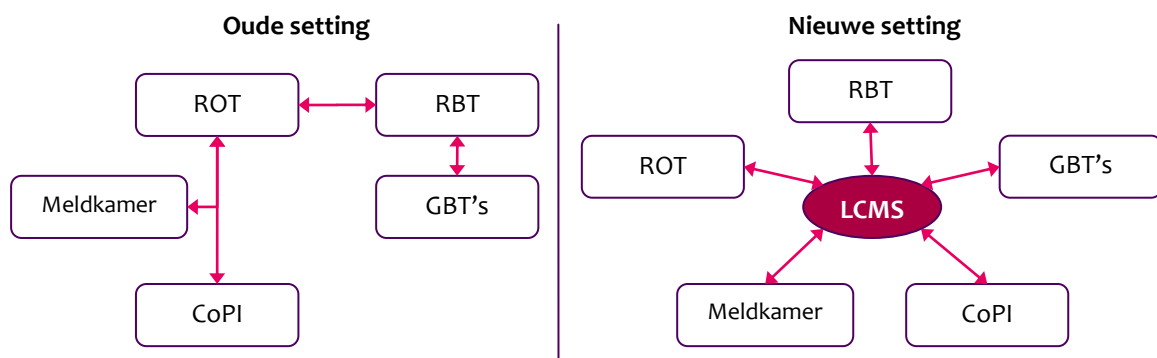 Oude setting
ROT
RBT
Meldkamer
GBT's
CoPI
Nieuwe setting
RBT
ROT
GBT's
LCMS
Meldkamer
CoPI